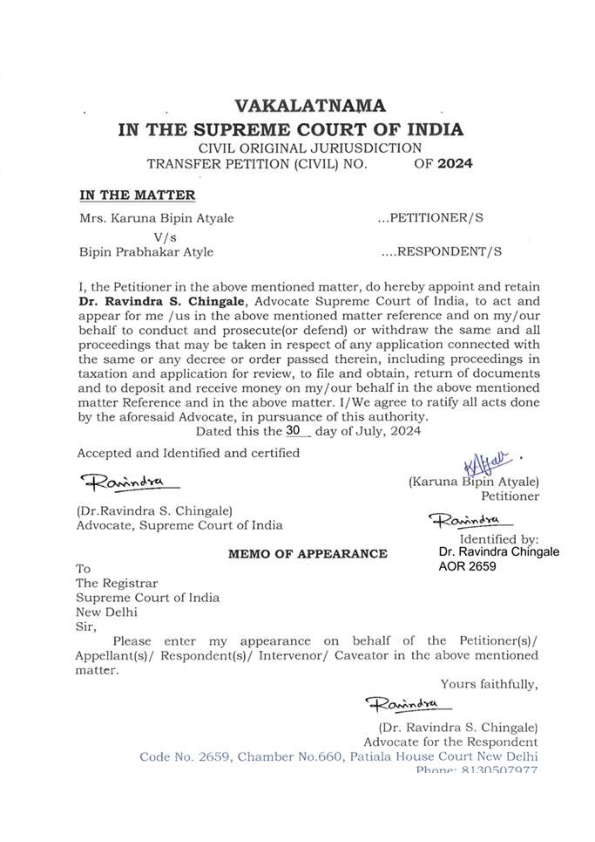 VAKALATNAMA
IN THE SUPREME COURT OF INDIA
CIVIL ORIGINAL JURIUSDICTION
TRANSFER PETITION (CIVIL) NO. OF 2024
IN THE MATTER
Mrs. Karuna Bipin Atyale ...PETITIONER/S
V/s
Bipin Prabhakar Atyle ....RESPONDENT/S
I, the Petitioner in the above mentioned matter, do hereby appoint and retain
Dr. Ravindra S. Chingale, Advocate Supreme Court of India, to act and
appear for me /us in the above mentioned matter reference and on my/our
behalf to conduct and prosecute(or defend) or withdraw the same and all
proceedings that may be taken in respect of any application connected with
the same or any decree or order passed therein, including proceedings in
taxation and application for review, to file and obtain, return of documents
and to deposit and receive money on my/our behalf in the above mentioned
matter Reference and in the above matter. I/We agree to ratify all acts done
by the aforesaid Advocate, in pursuance of this authority.
Dated this the 30 day of July, 2024
Accepted and Identified and certified
KAtyale
Ravindra
(Karuna Bipin Atyale)
Petitioner
(Dr.Ravindra S. Chingale)
Advocate, Supreme Court of India
Ravindra
Identified by:
Dr. Ravindra Chingale
AOR 2659
MEMO OF APPEARANCE
To
The Registrar
Supreme Court of India
New Delhi
Sir,
Please enter my appearance on behalf of the Petitioner(s)/
Appellant(s)/ Respondent(s)/ Intervenor/ Caveator in the above mentioned
matter.
Yours faithfully,
Ravindra
(Dr. Ravindra S. Chingale)
Advocate for the Respondent
Code No. 2659, Chamber No.660, Patiala House Court New Delhi
Phone: 8130507977